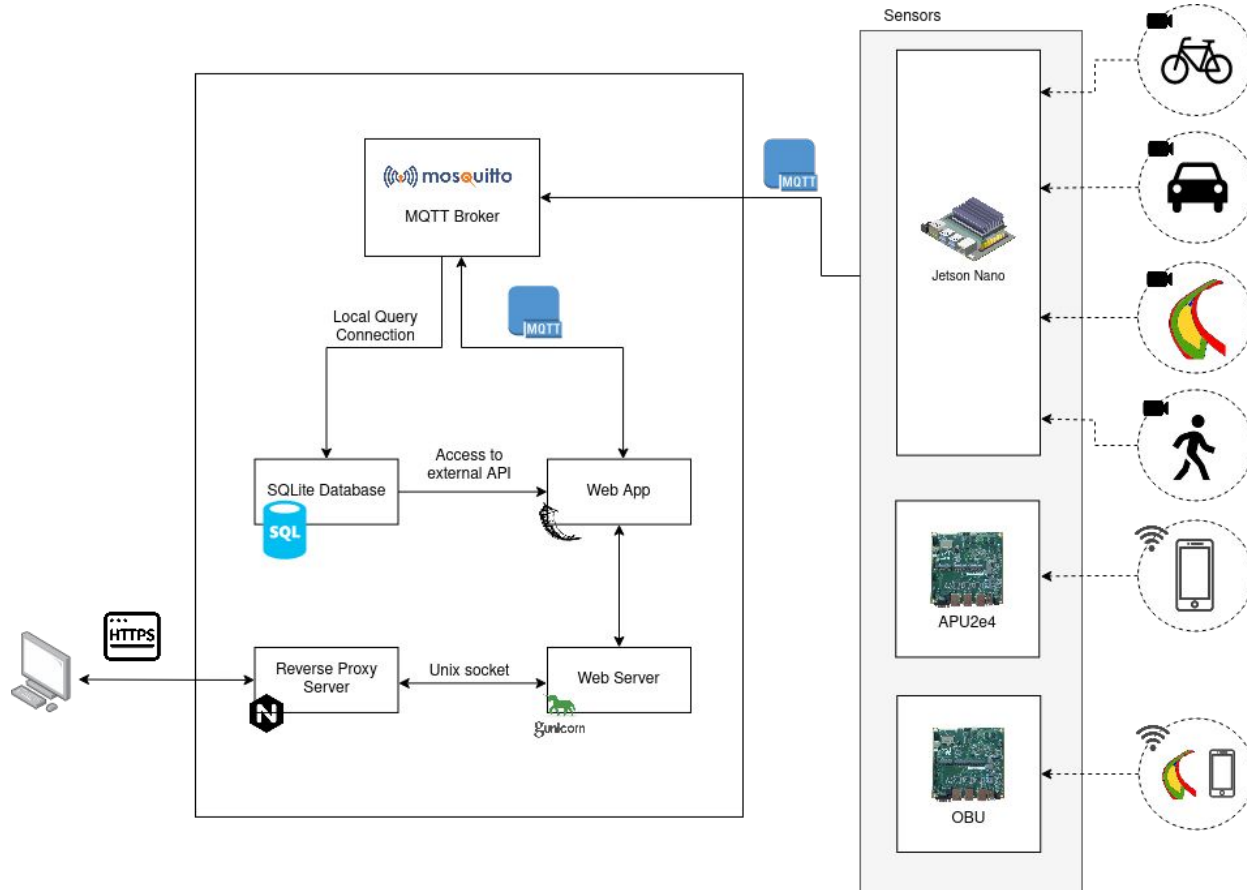 Sensors
mosquitto
MQTT Broker
MQTT
Jetson Nano
Local Query
Connection
MQTT
SQLite Database
SQL
Access to
external API
Web App
APU2e4
HTTPS
Reverse Proxy
Server
N
Unix socket
Web Server
gunicorn
OBU